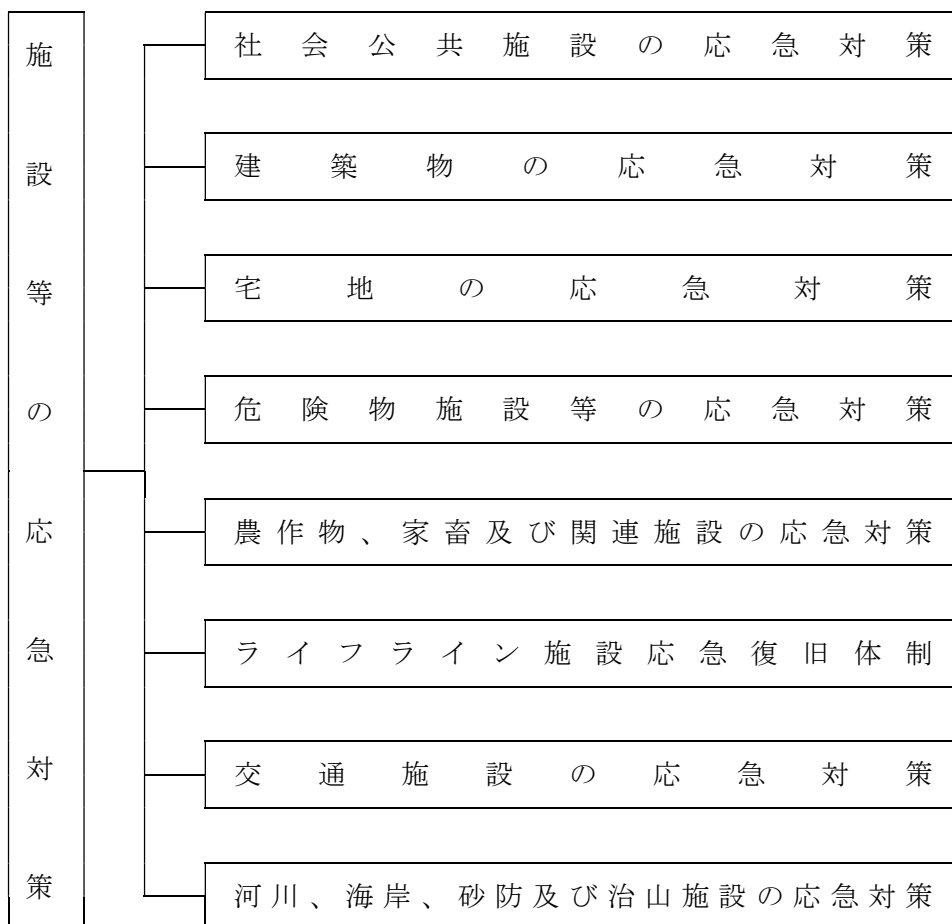 施設等の応急対策
社会公共施設の応急対策
建築物の応急対策
宅地の応急対策
危険物施設等の応急対策
農作物、家畜及び関連施設の応急対策
ライフライン施設応急復旧体制
交通施設の応急対策
河川、海岸、砂防及び治山施設の応急対策